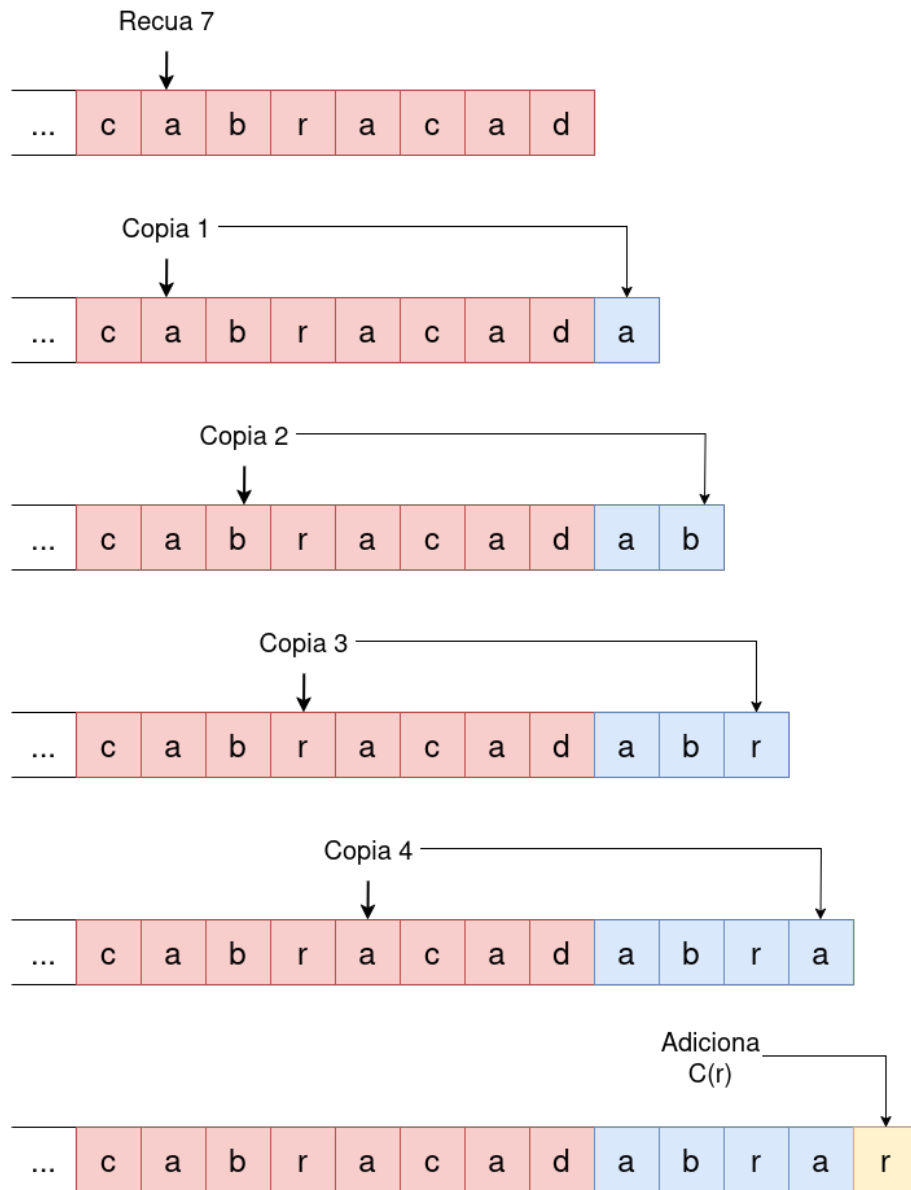 Recua 7
... c a b r a c a d
Copia 1
... c a b r a c a d a
Copia 2
... c a b r a c a d a b
Copia 3
... c a b r a c a d a b r
Copia 4
... c a b r a c a d a b r a
Adiciona
C(r)
... c a b r a c a d a b r a r